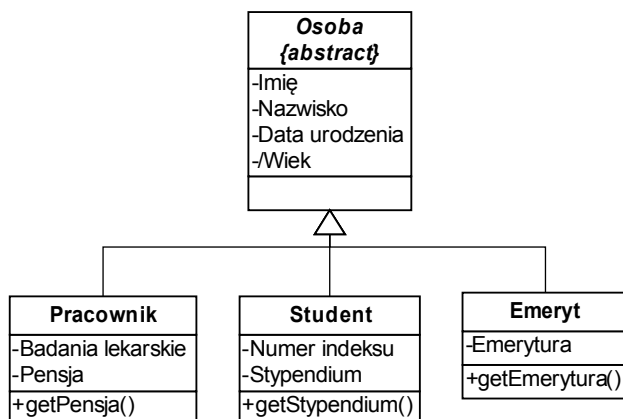 Osoba
{abstract}
-Imię
-Nazwisko
-Data urodzenia
-/Wiek
Pracownik
-Badania lekarskie
-Pensja
+getPensja()
Student
-Numer indeksu
-Stypendium
+getStypendium()
Emeryt
-Emerytura
+getEmerytura()